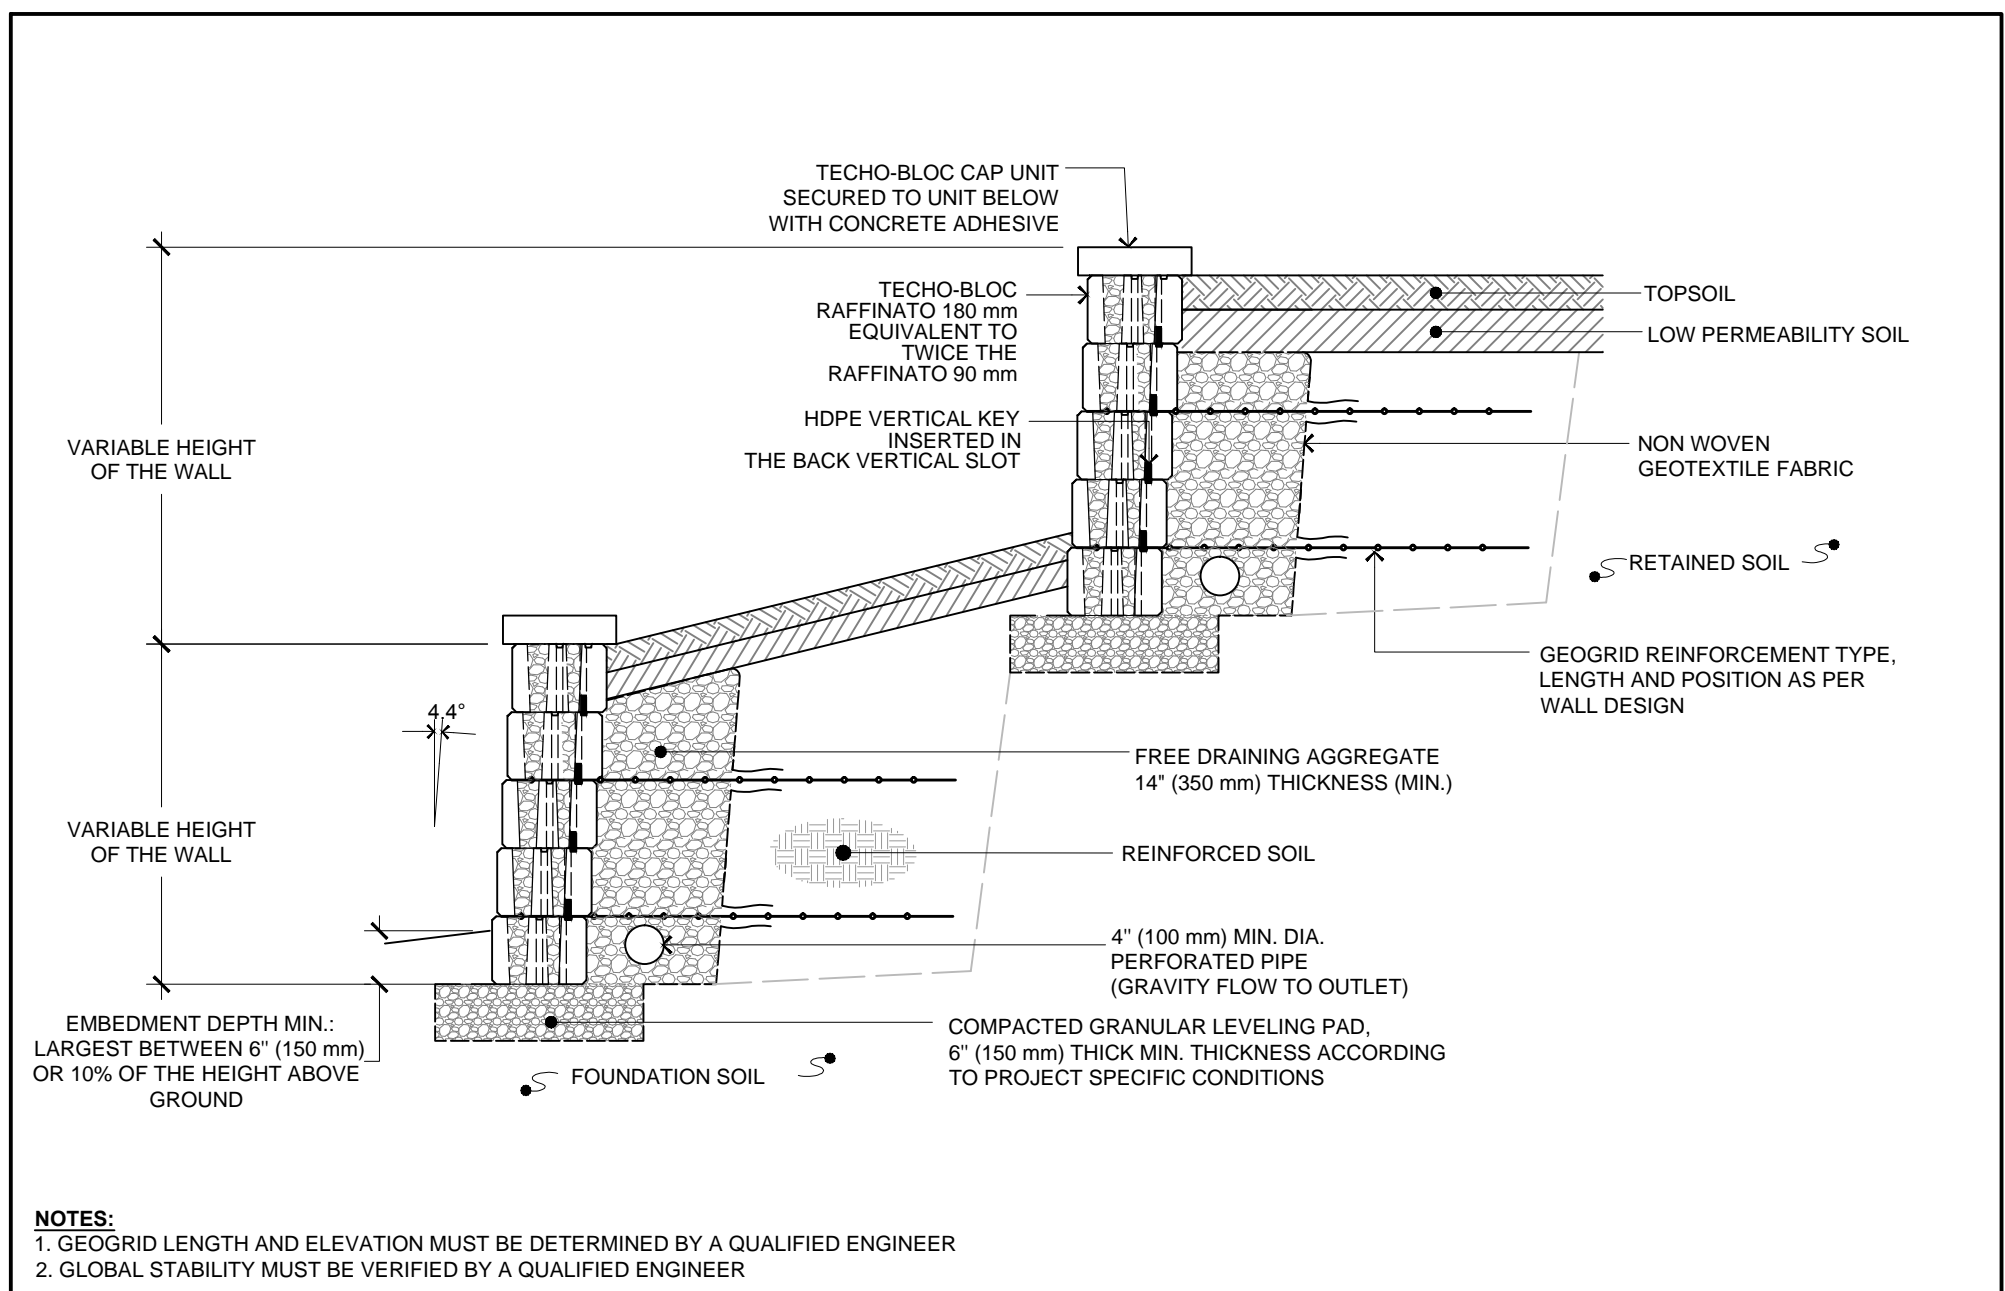 TECHO-BLOC CAP UNIT
SECURED TO UNIT BELOW
WITH CONCRETE ADHESIVE
TECHO-BLOC
RAFFINATO 180 mm
EQUIVALENT TO
TWICE THE
RAFFINATO 90 mm
TOPSOIL
LOW PERMEABILITY SOIL
HDPE VERTICAL KEY
INSERTED IN
THE BACK VERTICAL SLOT
VARIABLE HEIGHT
OF THE WALL
NON WOVEN
GEOTEXTILE FABRIC
RETAINED SOIL
GEOGRID REINFORCEMENT TYPE,
LENGTH AND POSITION AS PER
WALL DESIGN
4.4°
FREE DRAINING AGGREGATE
14" (350 mm) THICKNESS (MIN.)
VARIABLE HEIGHT
OF THE WALL
REINFORCED SOIL
4" (100 mm) MIN. DIA.
PERFORATED PIPE
(GRAVITY FLOW TO OUTLET)
EMBEDMENT DEPTH MIN.:
LARGEST BETWEEN 6" (150 mm)
OR 10% OF THE HEIGHT ABOVE
GROUND
COMPACTED GRANULAR LEVELING PAD,
6" (150 mm) THICK MIN. THICKNESS ACCORDING
TO PROJECT SPECIFIC CONDITIONS
FOUNDATION SOIL
NOTES:
1. GEOGRID LENGTH AND ELEVATION MUST BE DETERMINED BY A QUALIFIED ENGINEER
2. GLOBAL STABILITY MUST BE VERIFIED BY A QUALIFIED ENGINEER